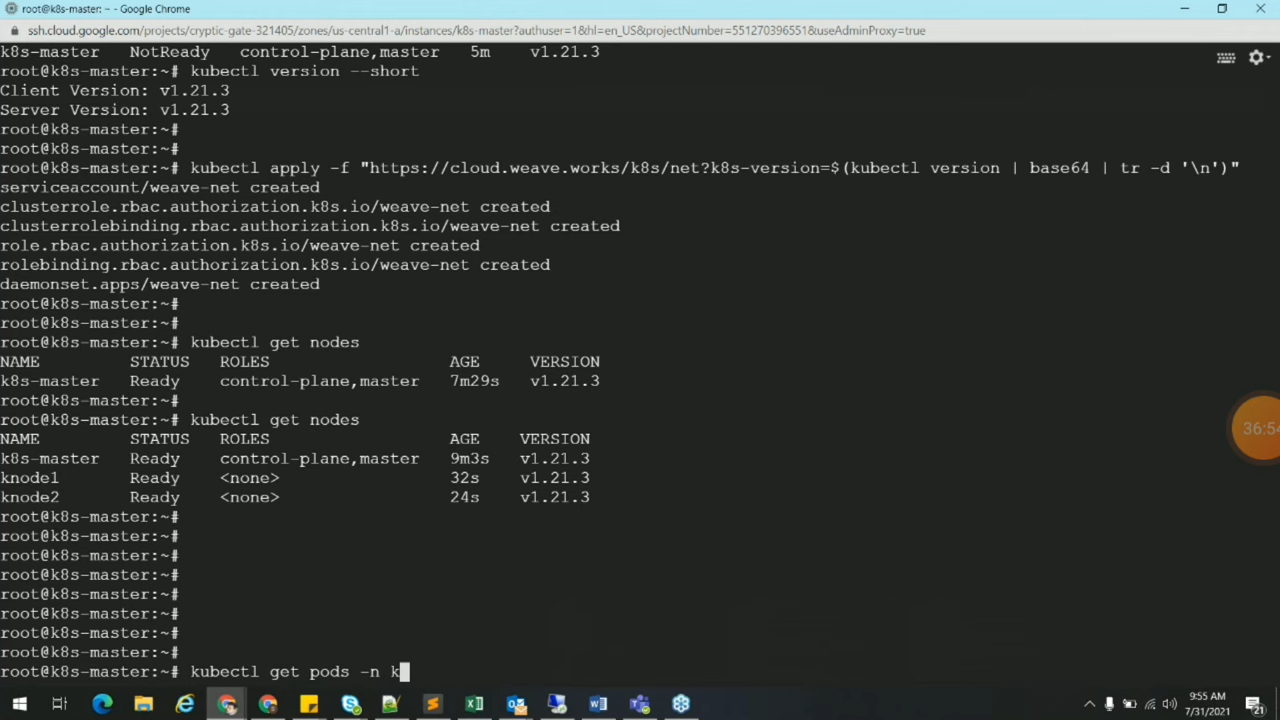 root@k8s-master: ~ - Google Chrome
ssh.cloud.google.com/projects/cryptic-gate-321405/zones/us-central1-a/instances/k8s-master?authuser=1&hl=en_US&projectNumber=551270396551&useAdminProxy=true
k8s-master   NotReady   control-plane,master   5m    v1.21.3
root@k8s-master:~# kubectl version --short
Client Version: v1.21.3
Server Version: v1.21.3
root@k8s-master:~#
root@k8s-master:~#
root@k8s-master:~# kubectl apply -f "https://cloud.weave.works/k8s/net?k8s-version=$(kubectl version | base64 | tr -d '\n')"
serviceaccount/weave-net created
clusterrole.rbac.authorization.k8s.io/weave-net created
clusterrolebinding.rbac.authorization.k8s.io/weave-net created
role.rbac.authorization.k8s.io/weave-net created
rolebinding.rbac.authorization.k8s.io/weave-net created
daemonset.apps/weave-net created
root@k8s-master:~#
root@k8s-master:~#
root@k8s-master:~# kubectl get nodes
NAME         STATUS   ROLES                  AGE     VERSION
k8s-master   Ready    control-plane,master   7m29s   v1.21.3
root@k8s-master:~#
root@k8s-master:~# kubectl get nodes
NAME         STATUS   ROLES                  AGE    VERSION
k8s-master   Ready    control-plane,master   9m3s   v1.21.3
knode1       Ready    <none>                 32s    v1.21.3
knode2       Ready    <none>                 24s    v1.21.3
root@k8s-master:~#
root@k8s-master:~#
root@k8s-master:~#
root@k8s-master:~#
root@k8s-master:~#
root@k8s-master:~#
root@k8s-master:~#
root@k8s-master:~#
root@k8s-master:~# kubectl get pods -n k
36:54
9:55 AM
7/31/2021
21